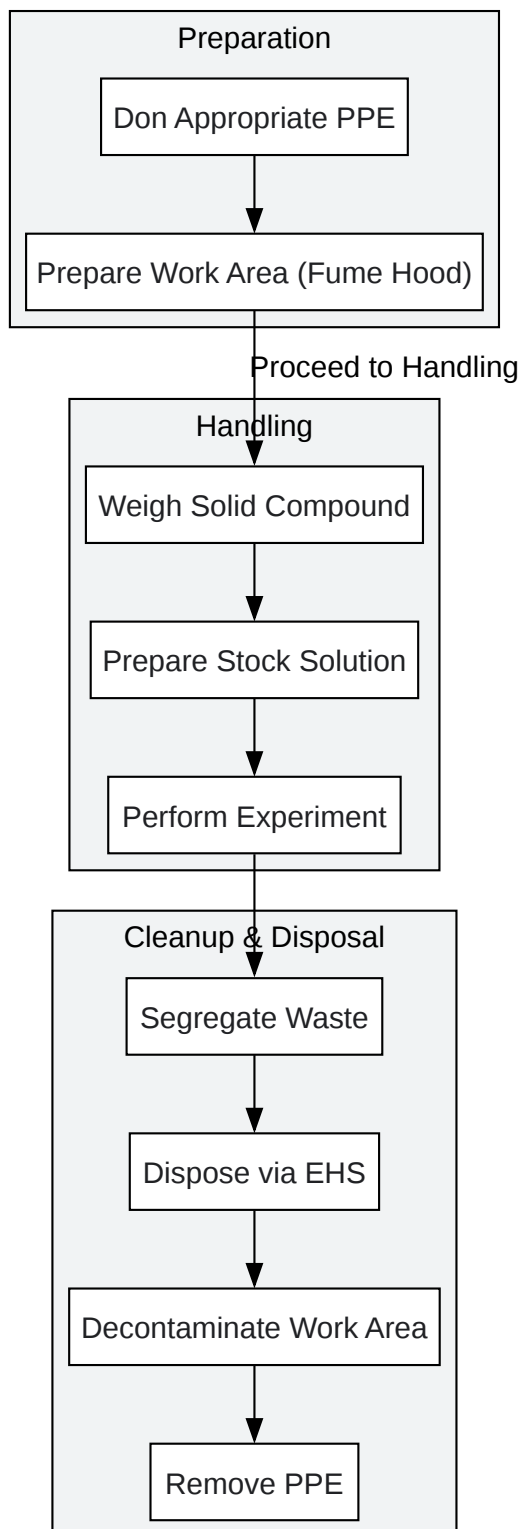 Preparation
Don Appropriate PPE
Prepare Work Area (Fume Hood)
Proceed to Handling
Handling
Weigh Solid Compound
Prepare Stock Solution
Perform Experiment
Cleanup & Disposal
Segregate Waste
Dispose via EHS
Decontaminate Work Area
Remove PPE